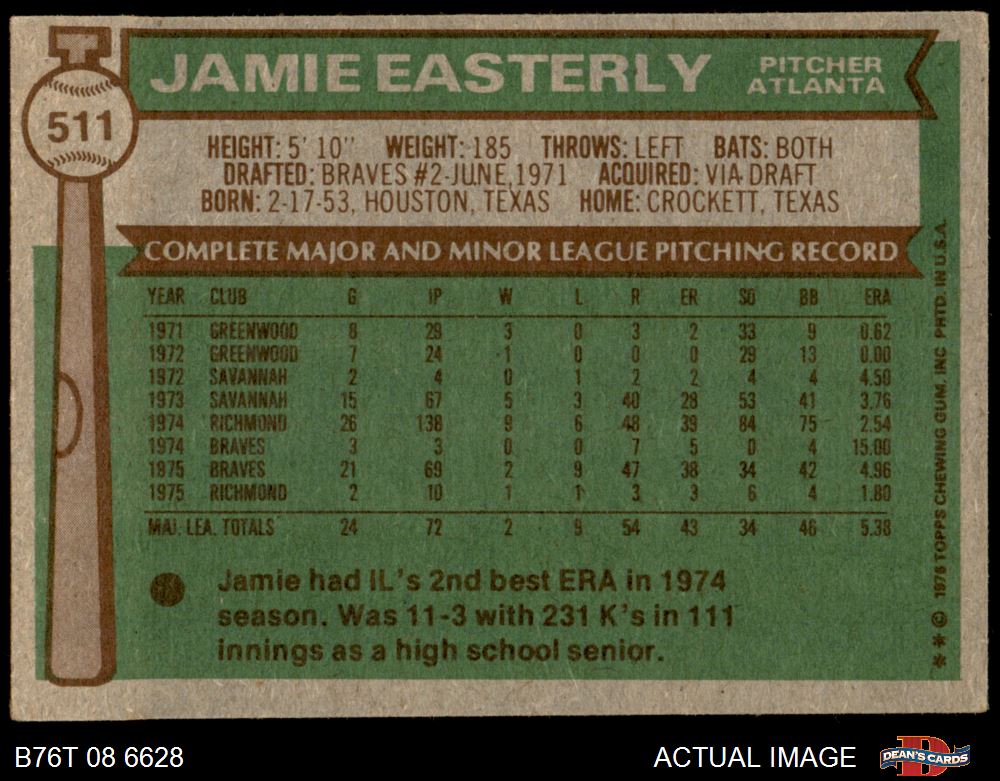 511
JAMIE EASTERLY
PITCHER
ATLANTA
HEIGHT: 5' 10" WEIGHT: 185 THROWS: LEFT BATS: BOTH
DRAFTED: BRAVES #2-JUNE, 1971 ACQUIRED: VIA DRAFT
BORN: 2-17-53, HOUSTON, TEXAS HOME: CROCKETT, TEXAS
COMPLETE MAJOR AND MINOR LEAGUE PITCHING RECORD
YEAR CLUB G IP W L R ER SO BB ERA
1971 GREENWOOD 8 29 3 0 3 2 33 9 0.62
1972 GREENWOOD 7 24 1 0 0 0 29 13 0.00
1972 SAVANNAH 2 4 0 1 2 2 4 4 4.50
1973 SAVANNAH 15 67 5 3 40 28 53 41 3.76
1974 RICHMOND 26 138 9 6 48 39 84 75 2.54
1974 BRAVES 3 3 0 0 7 5 0 4 15.00
1975 BRAVES 21 69 2 9 47 38 34 42 4.96
1975 RICHMOND 2 10 1 1 3 3 6 4 1.80
MAJ. LEA. TOTALS 24 72 2 9 54 43 34 46 5.38
Jamie had IL's 2nd best ERA in 1974
season. Was 11-3 with 231 K's in 111
innings as a high school senior.
** © 1976 TOPPS CHEWING GUM, INC PRTD. IN U.S.A.
B76T 08 6628
ACTUAL IMAGE
DEAN'S CARDS